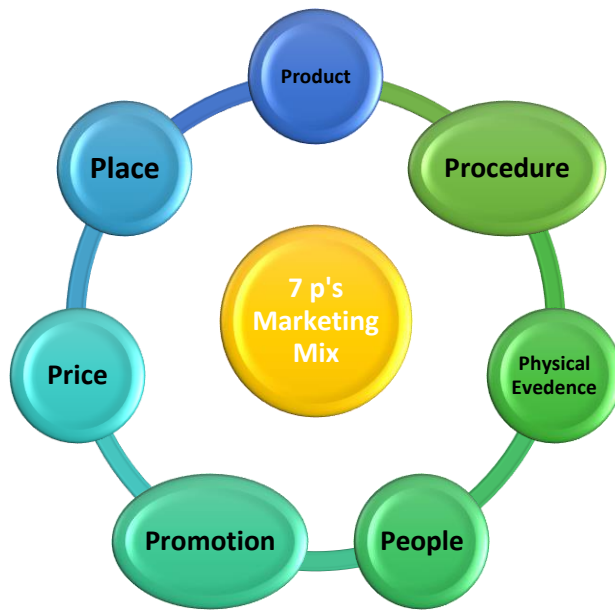 Product
Procedure
Physical
Evedence
People
Promotion
Price
Place
7 p's
Marketing
Mix